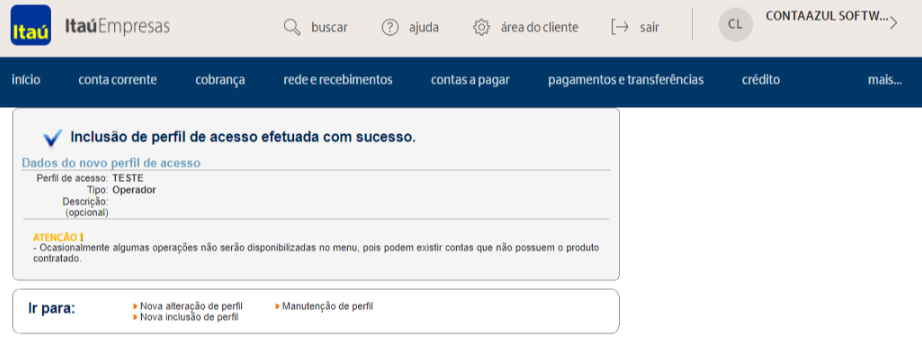 Itaú ItaúEmpresas buscar ? ajuda área do cliente sair CL CONTAAZUL SOFTW...
início conta corrente cobrança rede e recebimentos contas a pagar pagamentos e transferências crédito mais...
Inclusão de perfil de acesso efetuada com sucesso.
Dados do novo perfil de acesso
Perfil de acesso: TESTE
Tipo: Operador
Descrição:
(opcional)
ATENÇÃO !
- Ocasionalmente algumas operações não serão disponibilizadas no menu, pois podem existir contas que não possuem o produto
contratado.
Ir para: Nova alteração de perfil Manutenção de perfil
Nova inclusão de perfil